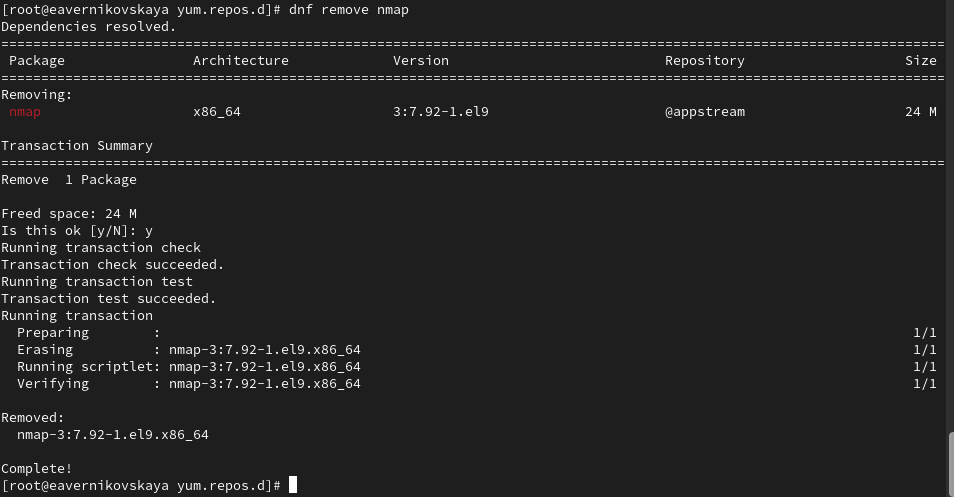 [root@eavernikovskaya yum.repos.d]# dnf remove nmap
Dependencies resolved.
======================================================================================================================
Package Architecture Version Repository Size
======================================================================================================================
Removing:
nmap x86_64 3:7.92-1.el9 @appstream 24 M
Transaction Summary
======================================================================================================================
Remove 1 Package
Freed space: 24 M
Is this ok [y/N]: y
Running transaction check
Transaction check succeeded.
Running transaction test
Transaction test succeeded.
Running transaction
Preparing : 1/1
Erasing : nmap-3:7.92-1.el9.x86_64 1/1
Running scriptlet: nmap-3:7.92-1.el9.x86_64 1/1
Verifying : nmap-3:7.92-1.el9.x86_64 1/1
Removed:
nmap-3:7.92-1.el9.x86_64
Complete!
[root@eavernikovskaya yum.repos.d]#